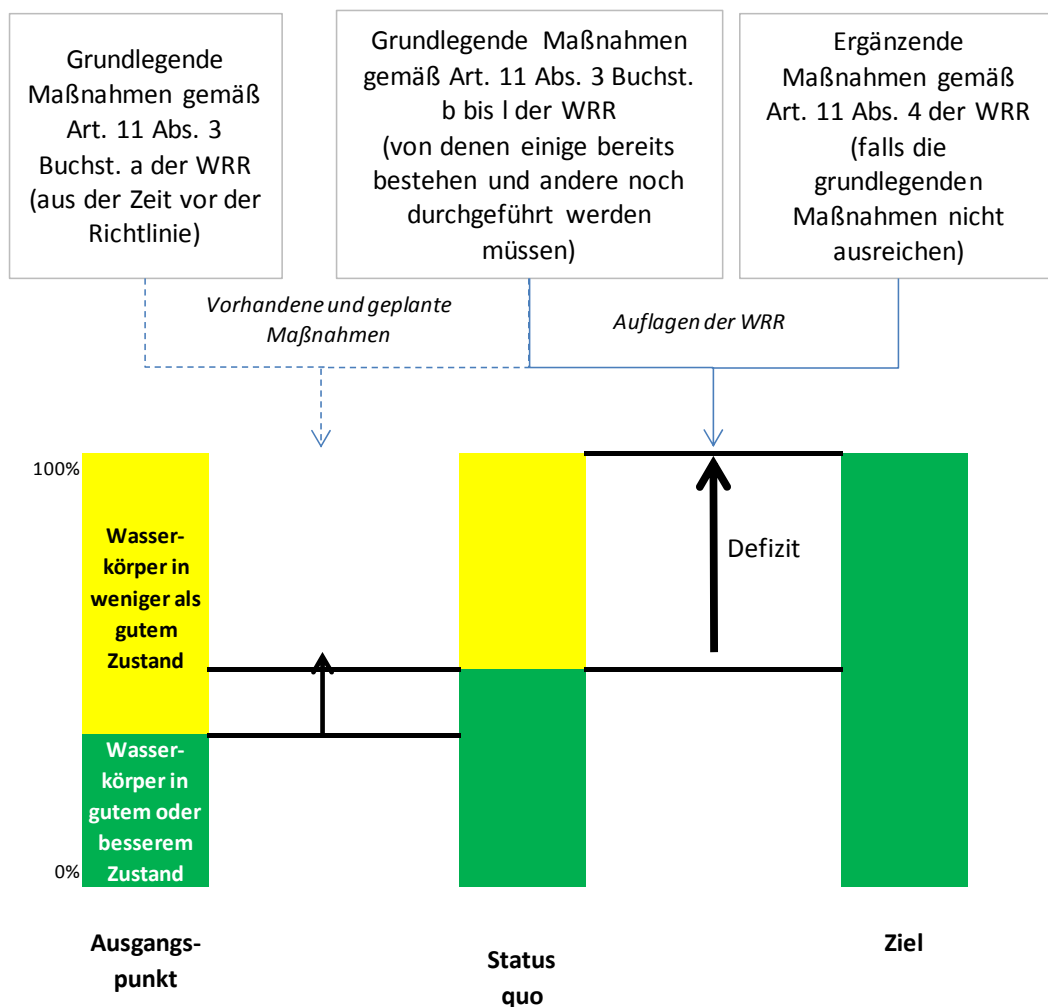 Grundlegende
Maßnahmen gemäß
Art. 11 Abs. 3
Buchst. a der WRR
(aus der Zeit vor der
Richtlinie)
Grundlegende Maßnahmen
gemäß Art. 11 Abs. 3 Buchst.
b bis l der WRR
(von denen einige bereits
bestehen und andere noch
durchgeführt werden
müssen)
Ergänzende
Maßnahmen gemäß
Art. 11 Abs. 4 der WRR
(falls die
grundlegenden
Maßnahmen nicht
ausreichen)
Vorhandene und geplante
Maßnahmen
Auflagen der WRR
100%
Wasser-
körper in
weniger als
gutem
Zustand
Defizit
Wasser-
körper in
gutem oder
besserem
Zustand
0%
Ausgangs-
punkt
Status
quo
Ziel